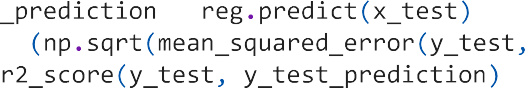 _prediction reg.predict(x_test)
(np.sqrt(mean_squared_error(y_test,
r2_score(y_test, y_test_prediction)